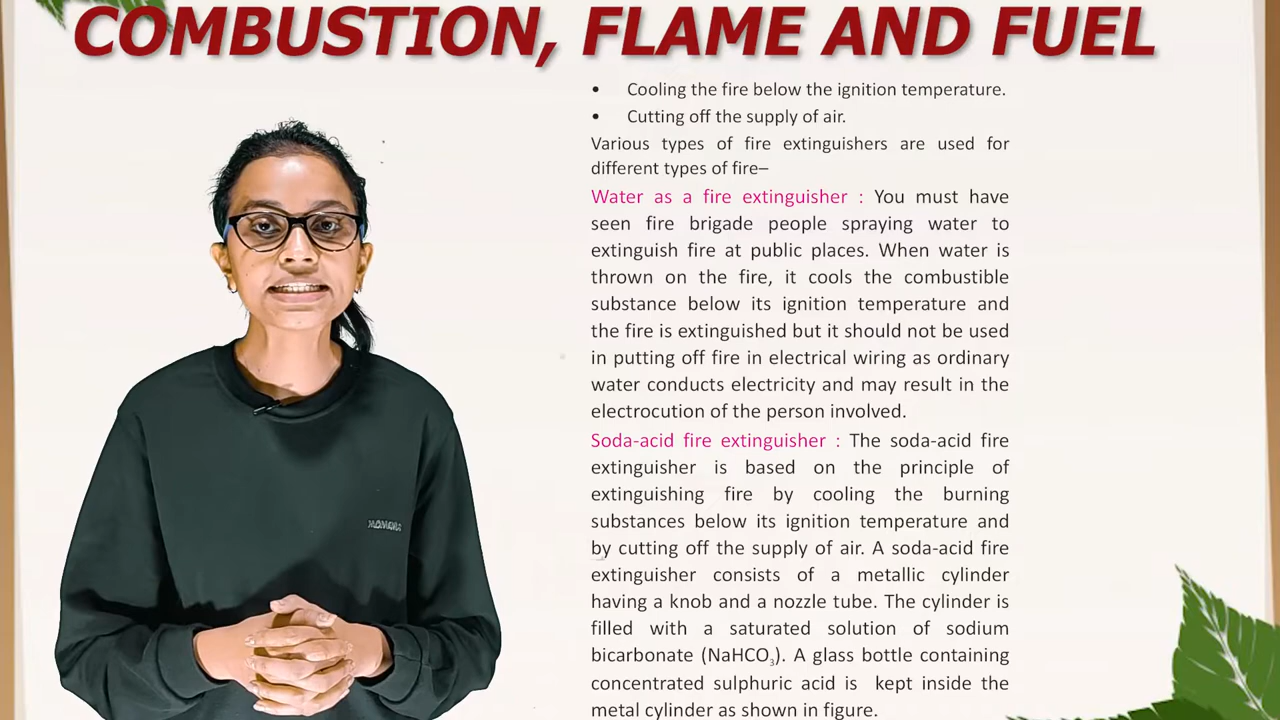 COMBUSTION, FLAME AND FUEL
• Cooling the fire below the ignition temperature.
• Cutting off the supply of air.
Various types of fire extinguishers are used for
different types of fire–
Water as a fire extinguisher : You must have
seen fire brigade people spraying water to
extinguish fire at public places. When water is
thrown on the fire, it cools the combustible
substance below its ignition temperature and
the fire is extinguished but it should not be used
in putting off fire in electrical wiring as ordinary
water conducts electricity and may result in the
electrocution of the person involved.
Soda-acid fire extinguisher : The soda-acid fire
extinguisher is based on the principle of
extinguishing fire by cooling the burning
substances below its ignition temperature and
by cutting off the supply of air. A soda-acid fire
extinguisher consists of a metallic cylinder
having a knob and a nozzle tube. The cylinder is
filled with a saturated solution of sodium
bicarbonate (NaHCO₃). A glass bottle containing
concentrated sulphuric acid is kept inside the
metal cylinder as shown in figure.